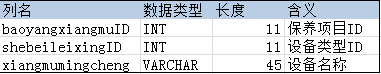 列名 数据类型 长度 含义
baoyangxiangmuID INT 11 保养项目ID
shebeileixingID INT 11 设备类型ID
xiangmumingcheng VARCHAR 45 设备名称